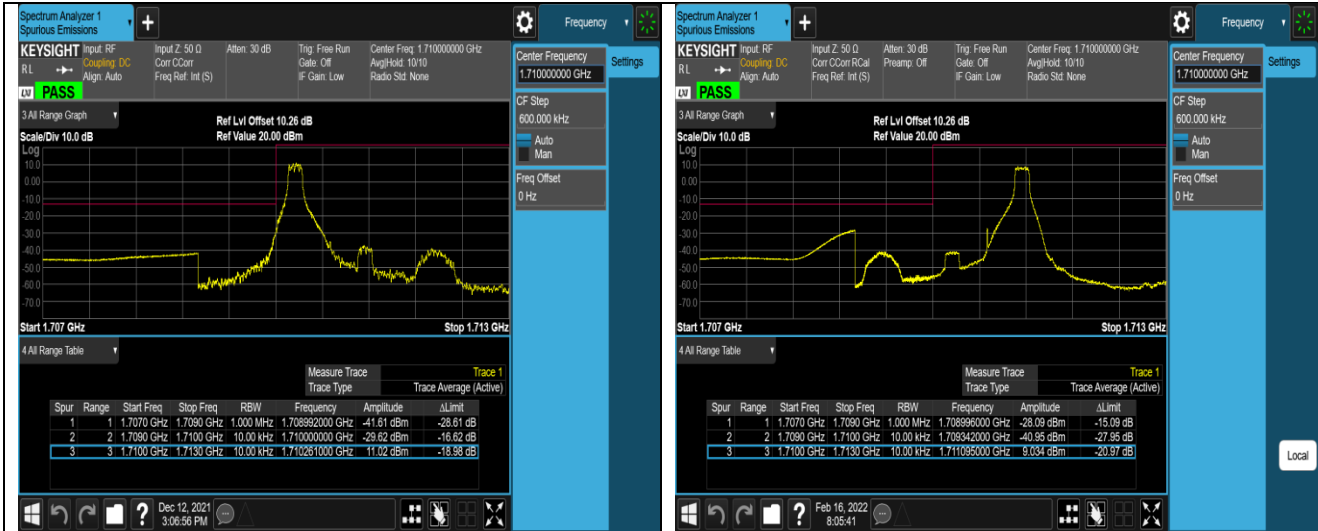 Spectrum Analyzer 1
Spurious Emissions
Frequency
KEYSIGHT
RL
Input: RF
Coupling: DC
Align: Auto
Input Z: 50 Ω
Corr CCorr
Freq Ref: Int (S)
Atten: 30 dB
Trig: Free Run
Gate: Off
IF Gain: Low
Center Freq: 1.710000000 GHz
Avg|Hold: 10/10
Radio Std: None
LXI PASS
3 All Range Graph
Scale/Div 10.0 dB
Ref Lvl Offset 10.26 dB
Ref Value 20.00 dBm
Log
10.0
0.00
-10.0
-20.0
-30.0
-40.0
-50.0
-60.0
-70.0
Start 1.707 GHz
Stop 1.713 GHz
4 All Range Table
Measure Trace Trace 1
Trace Type Trace Average (Active)
Spur Range Start Freq Stop Freq RBW Frequency Amplitude ΔLimit
1 1 1.7070 GHz 1.7090 GHz 1.000 MHz 1.708992000 GHz -41.61 dBm -28.61 dB
2 2 1.7090 GHz 1.7100 GHz 10.00 kHz 1.710000000 GHz -29.62 dBm -16.62 dB
3 3 1.7100 GHz 1.7130 GHz 10.00 kHz 1.710261000 GHz 11.02 dBm -18.98 dB
Dec 12, 2021
3:06:56 PM
Center Frequency
1.710000000 GHz
Settings
CF Step
600.000 kHz
Auto
Man
Freq Offset
0 Hz
Spectrum Analyzer 1
Spurious Emissions
Frequency
KEYSIGHT
RL
Input: RF
Coupling: DC
Align: Auto
Input Z: 50 Ω
Corr CCorr RCal
Freq Ref: Int (S)
Atten: 30 dB
Preamp: Off
Trig: Free Run
Gate: Off
IF Gain: Low
Center Freq: 1.710000000 GHz
Avg|Hold: 10/10
Radio Std: None
LXI PASS
3 All Range Graph
Scale/Div 10.0 dB
Ref Lvl Offset 10.26 dB
Ref Value 20.00 dBm
Log
10.0
0.00
-10.0
-20.0
-30.0
-40.0
-50.0
-60.0
-70.0
Start 1.707 GHz
Stop 1.713 GHz
4 All Range Table
Measure Trace Trace 1
Trace Type Trace Average (Active)
Spur Range Start Freq Stop Freq RBW Frequency Amplitude ΔLimit
1 1 1.7070 GHz 1.7090 GHz 1.000 MHz 1.708996000 GHz -28.09 dBm -15.09 dB
2 2 1.7090 GHz 1.7100 GHz 10.00 kHz 1.709342000 GHz -40.95 dBm -27.95 dB
3 3 1.7100 GHz 1.7130 GHz 10.00 kHz 1.711095000 GHz 9.034 dBm -20.97 dB
Feb 16, 2022
8:05:41
Center Frequency
1.710000000 GHz
Settings
CF Step
600.000 kHz
Auto
Man
Freq Offset
0 Hz
Local